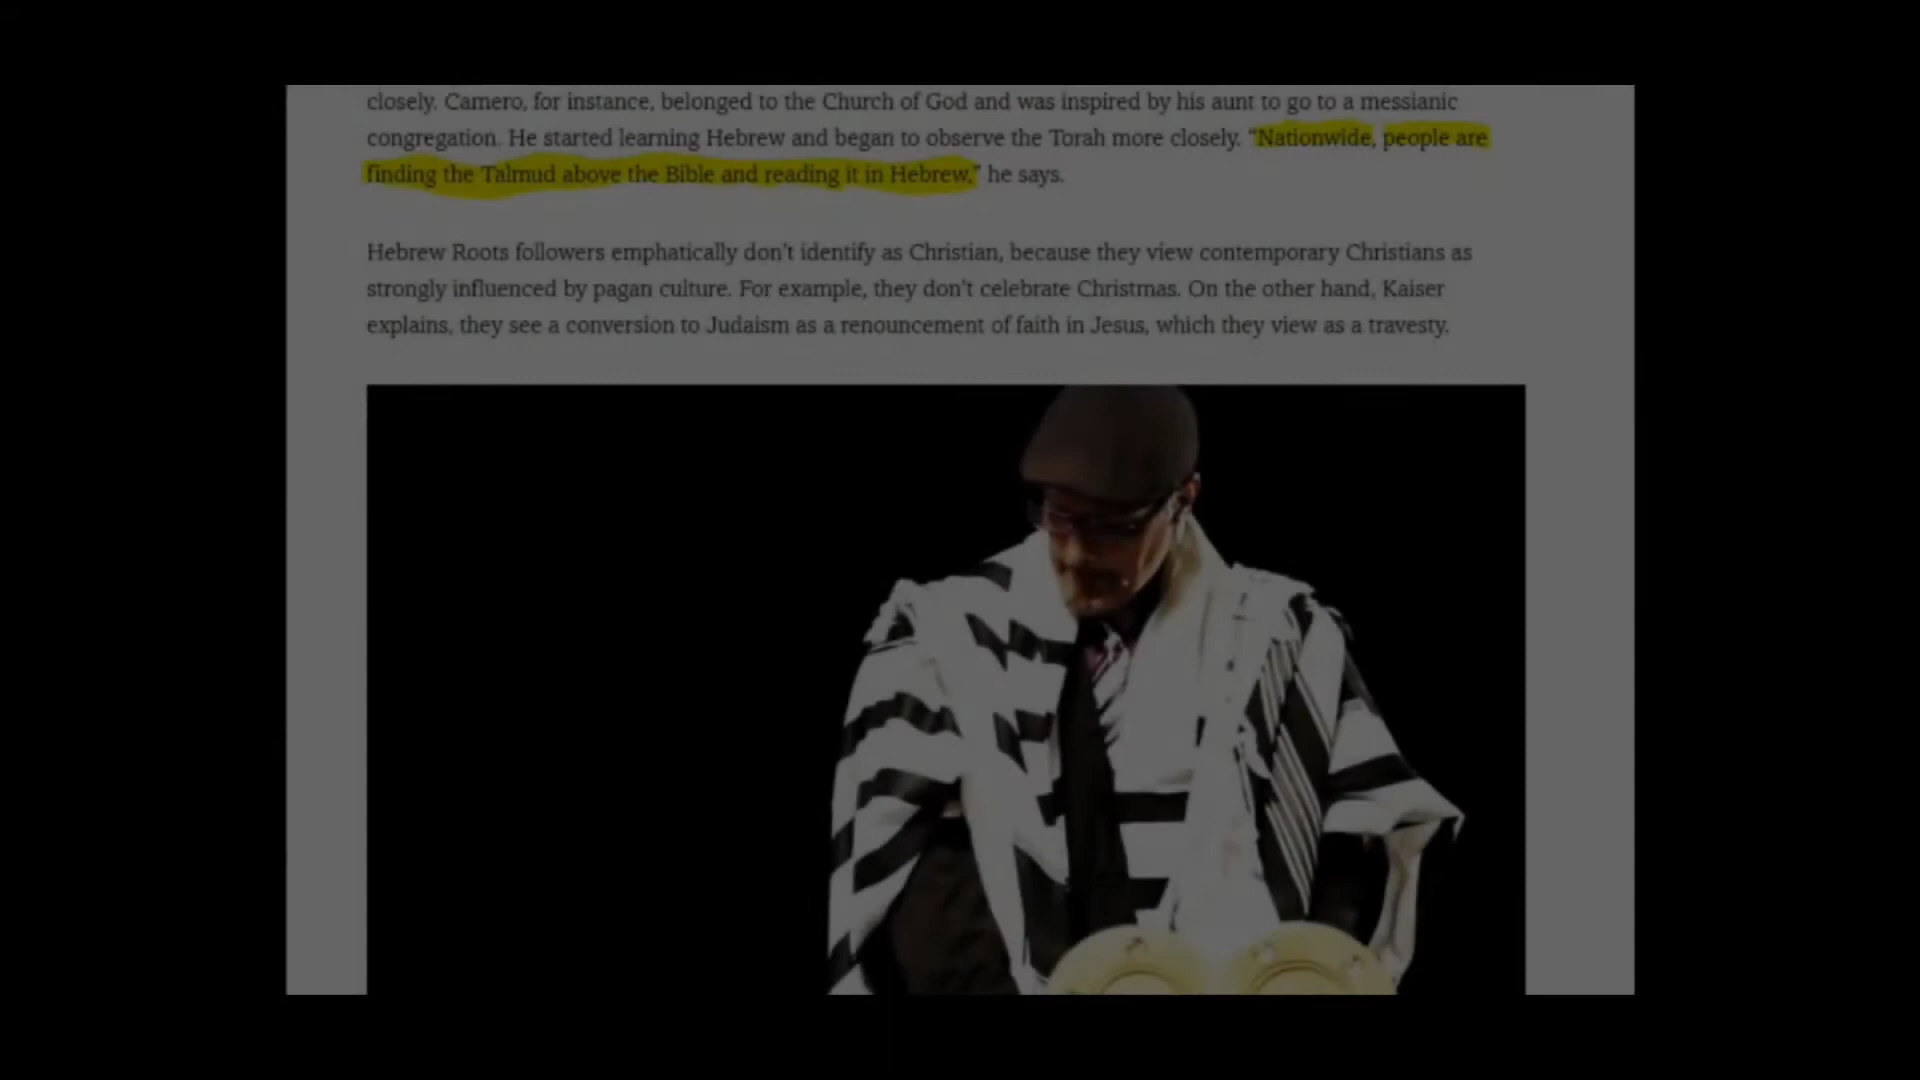 closely. Camero, for instance, belonged to the Church of God and was inspired by his aunt to go to a messianic
congregation. He started learning Hebrew and began to observe the Torah more closely. “Nationwide, people are
finding the Talmud above the Bible and reading it in Hebrew,” he says.
Hebrew Roots followers emphatically don’t identify as Christian, because they view contemporary Christians as
strongly influenced by pagan culture. For example, they don’t celebrate Christmas. On the other hand, Kaiser
explains, they see a conversion to Judaism as a renouncement of faith in Jesus, which they view as a travesty.